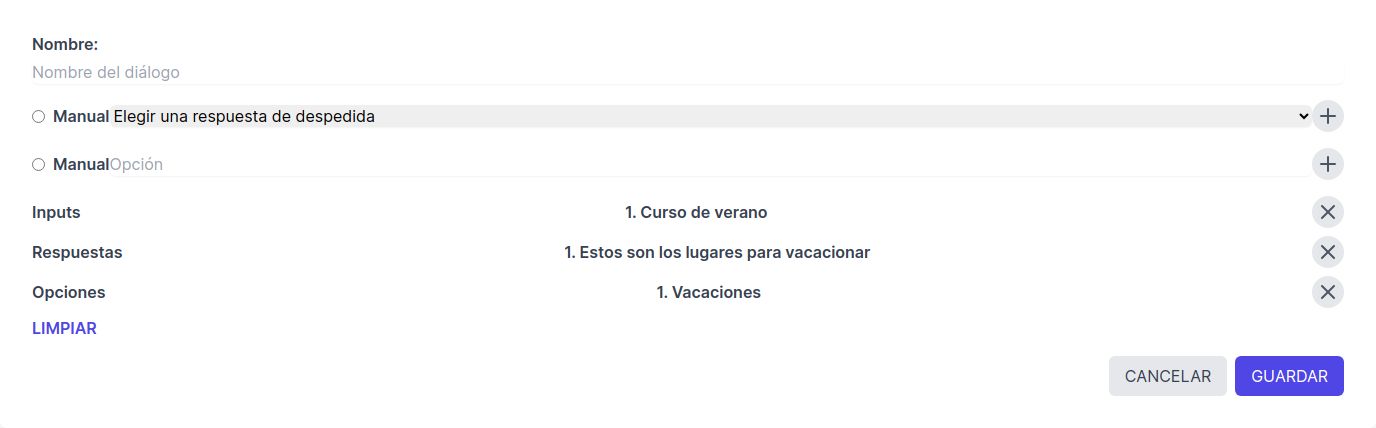 Nombre:
Nombre del diálogo
Manual Elegir una respuesta de despedida
Manual Opción
Inputs 1. Curso de verano
Respuestas 1. Estos son los lugares para vacacionar
Opciones 1. Vacaciones
LIMPIAR
CANCELAR GUARDAR